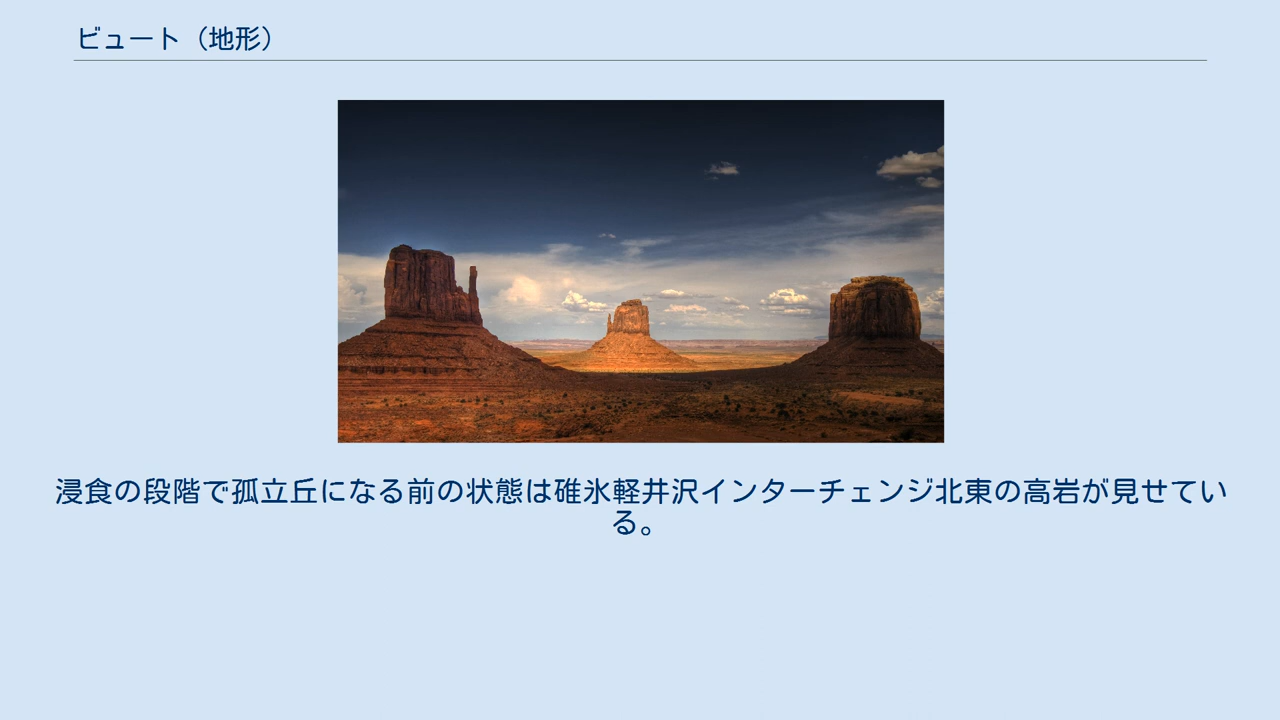 ビュート（地形）
浸食の段階で孤立丘になる前の状態は碓氷軽井沢インターチェンジ北東の高岩が見せてい
る。